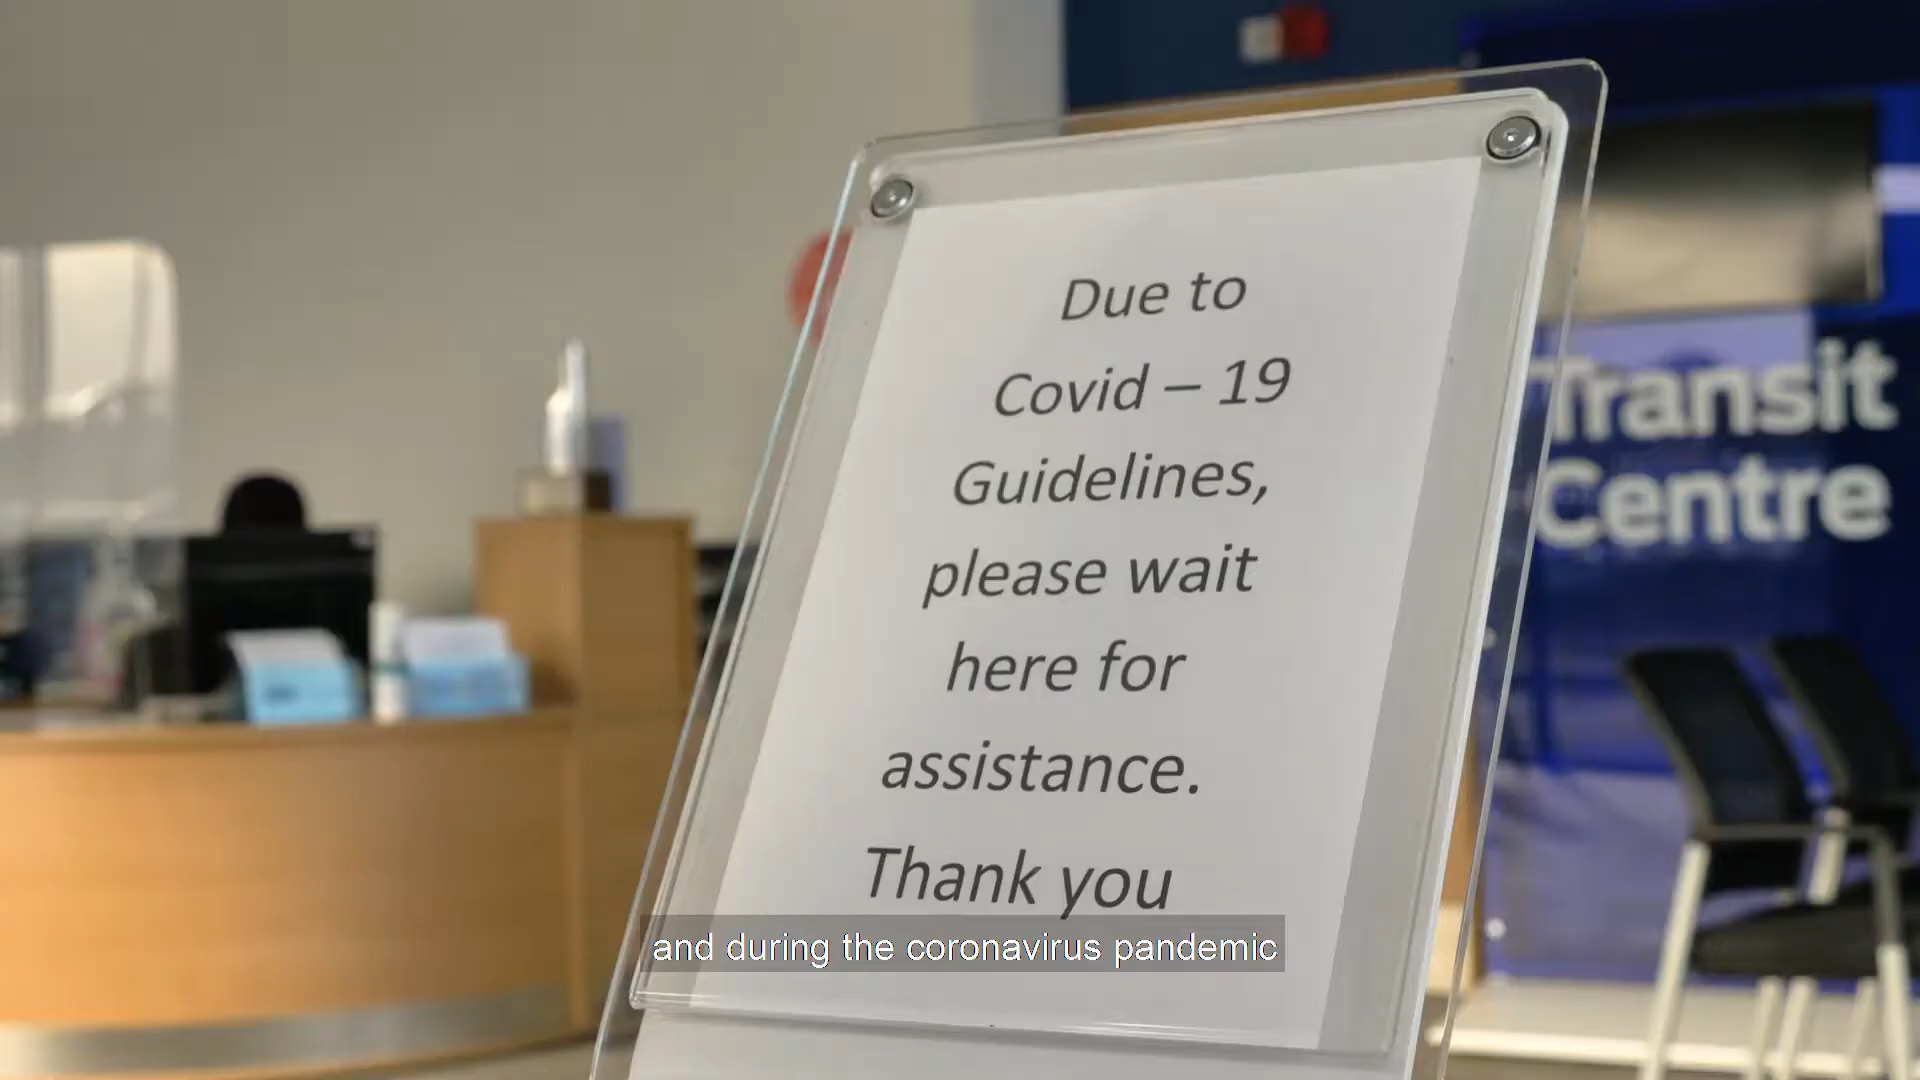 Due to
Covid – 19
Guidelines,
please wait
here for
assistance.
Thank you
Transit
Centre
and during the coronavirus pandemic